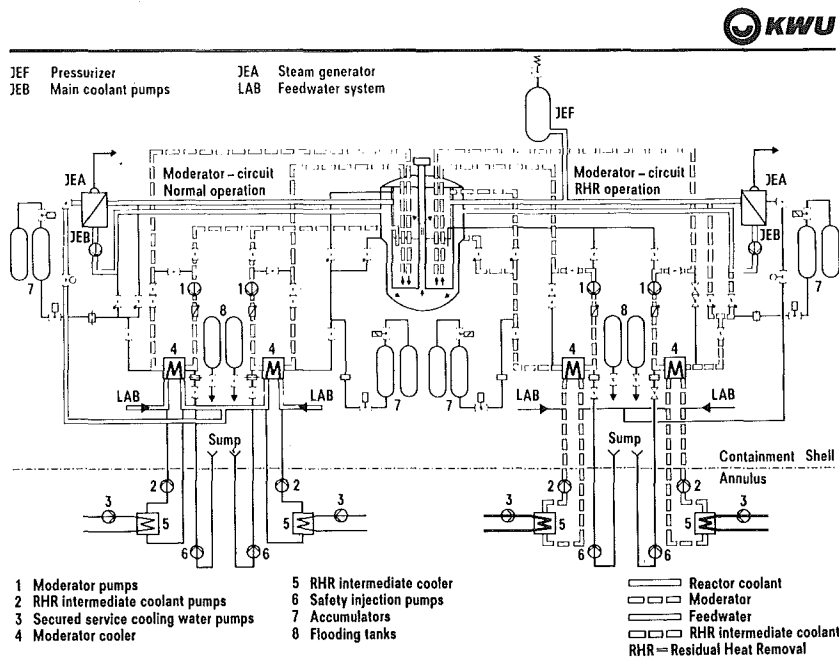 KWU
JEF Pressurizer
JEB Main coolant pumps
JEA Steam generator
LAB Feedwater system
JEF
Moderator-circuit
Normal operation
Moderator-circuit
RHR operation
JEA
JEA
JEB
JEB
7
1
1
8
1
1
8
7
4
4
7
7
4
4
LAB
LAB
LAB
LAB
Sump
Sump
Containment Shell
Annulus
2
2
2
2
3
3
3
3
5
5
5
5
6
6
6
6
1 Moderator pumps
2 RHR intermediate coolant pumps
3 Secured service cooling water pumps
4 Moderator cooler
5 RHR intermediate cooler
6 Safety injection pumps
7 Accumulators
8 Flooding tanks
Reactor coolant
Moderator
Feedwater
RHR intermediate coolant
RHR = Residual Heat Removal